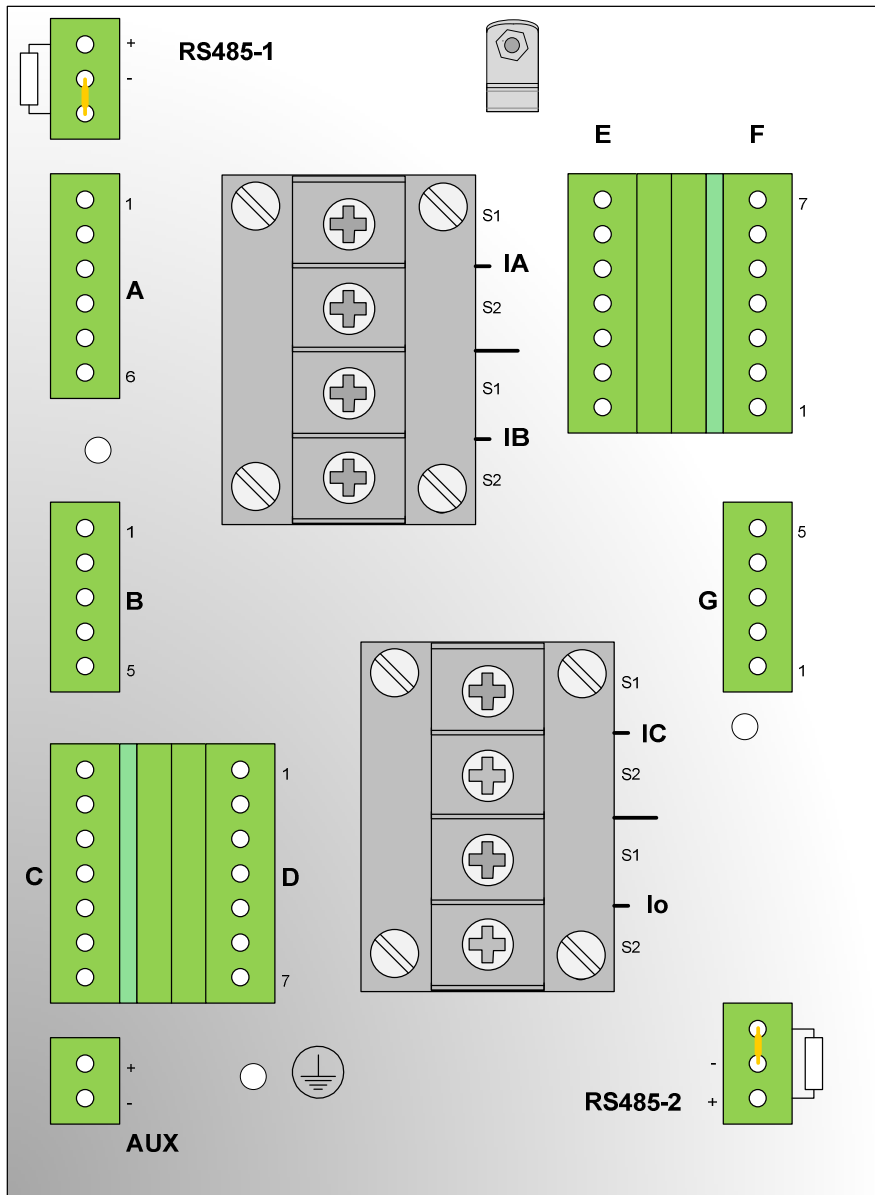 +
RS485-1
-
E
F
1
S1
7
IA
A
S2
6
S1
1
IB
S2
1
5
B
G
5
S1
1
IC
1
S2
C
D
S1
Io
S2
7
+
-
-
RS485-2
+
AUX